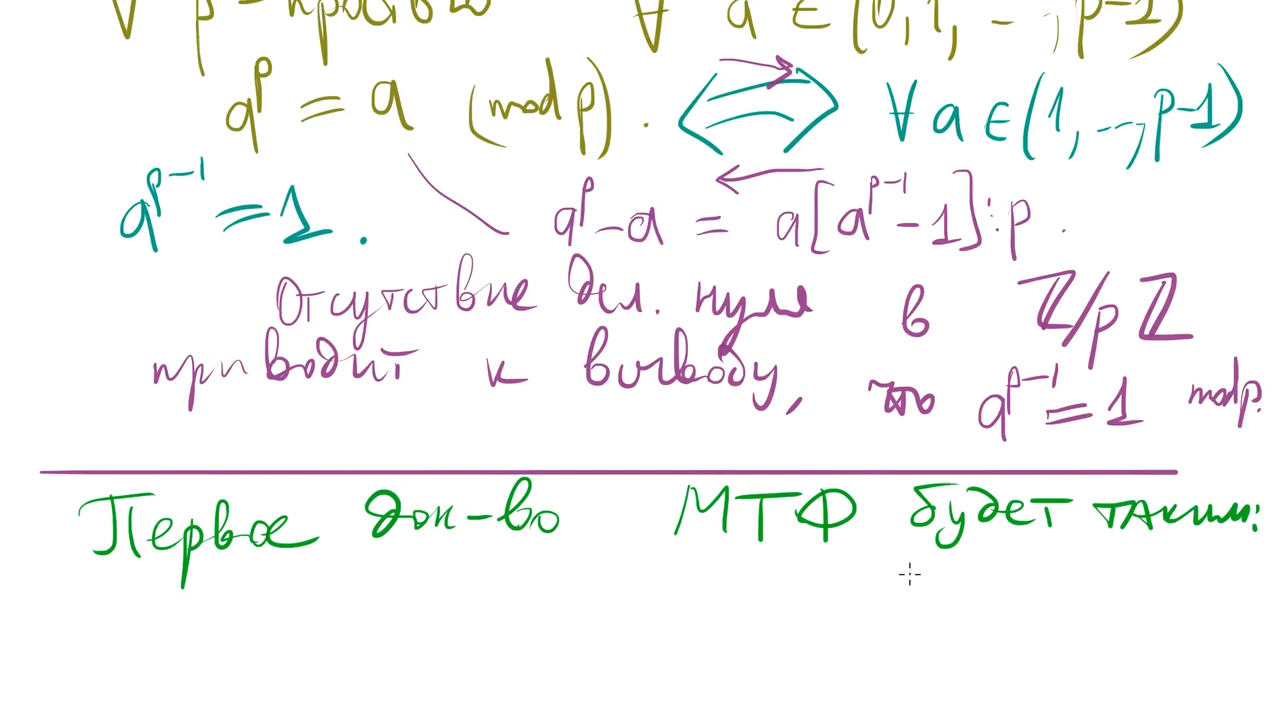 ∀ p - простого ∀ a ∈ (0, 1, ..., p-1)
a^p = a (mod p). ⟺ ∀ a ∈ (1, ..., p-1)
a^{p-1} = 1. a^p - a = a[a^{p-1} - 1] ⋮ p.
Отсутствие дел. нуля в ℤ/pℤ
приводит к выводу, что a^{p-1} = 1 mod p.
Первое док-во МТФ будет таким: